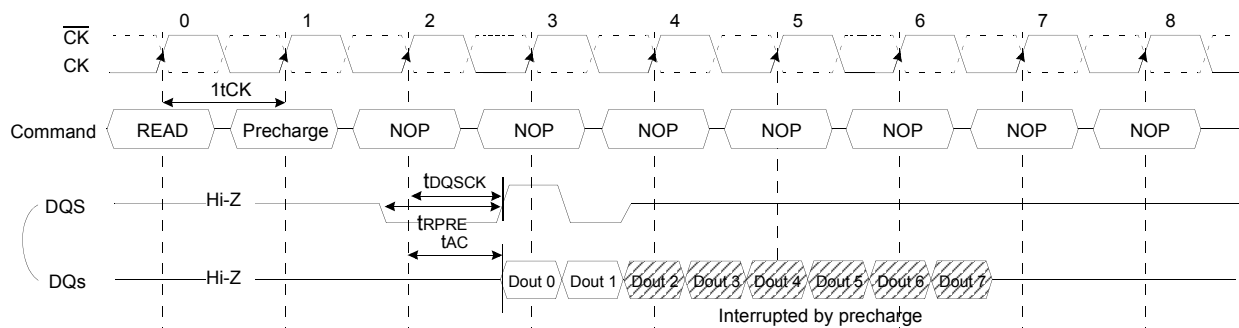 0 1 2 3 4 5 6 7 8
CK
CK
1tCK
Command READ Precharge NOP NOP NOP NOP NOP NOP NOP
tDQSCK
DQS Hi-Z
tRPRE
tAC
DQs Hi-Z Dout 0 Dout 1 Dout 2 Dout 3 Dout 4 Dout 5 Dout 6 Dout 7
Interrupted by precharge